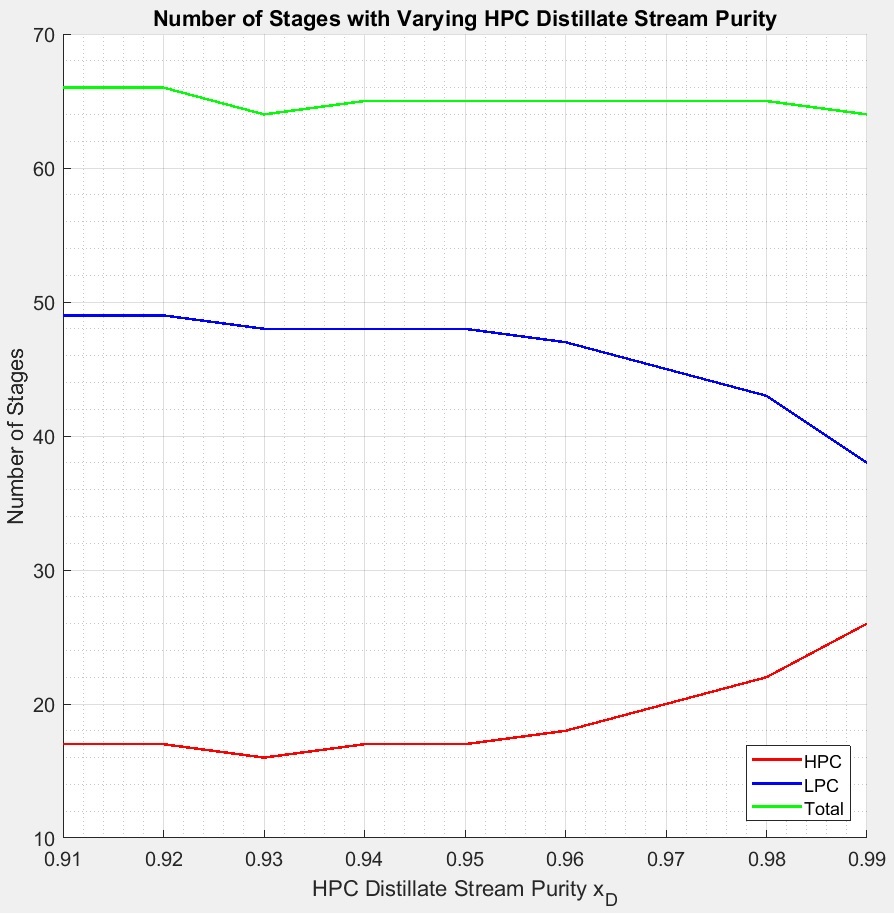 Number of Stages with Varying HPC Distillate Stream Purity
70
60
50
40
30
20
10
Number of Stages
HPC
LPC
Total
0.91 0.92 0.93 0.94 0.95 0.96 0.97 0.98 0.99
HPC Distillate Stream Purity x_D